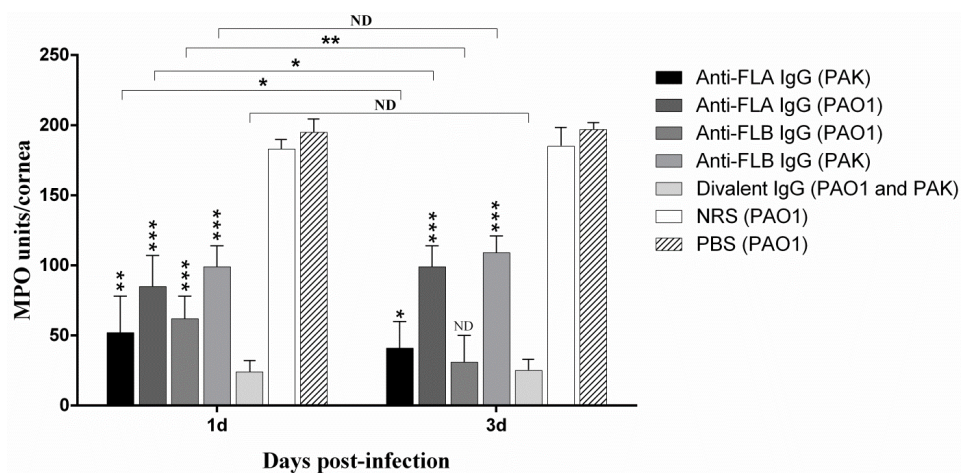 ND
**
*
*
ND
250
200
150
100
50
0
MPO units/cornea
**
***
***
***
*
***
ND
***
1d
3d
Days post-infection
Anti-FLA IgG (PAK)
Anti-FLA IgG (PAO1)
Anti-FLB IgG (PAO1)
Anti-FLB IgG (PAK)
Divalent IgG (PAO1 and PAK)
NRS (PAO1)
PBS (PAO1)